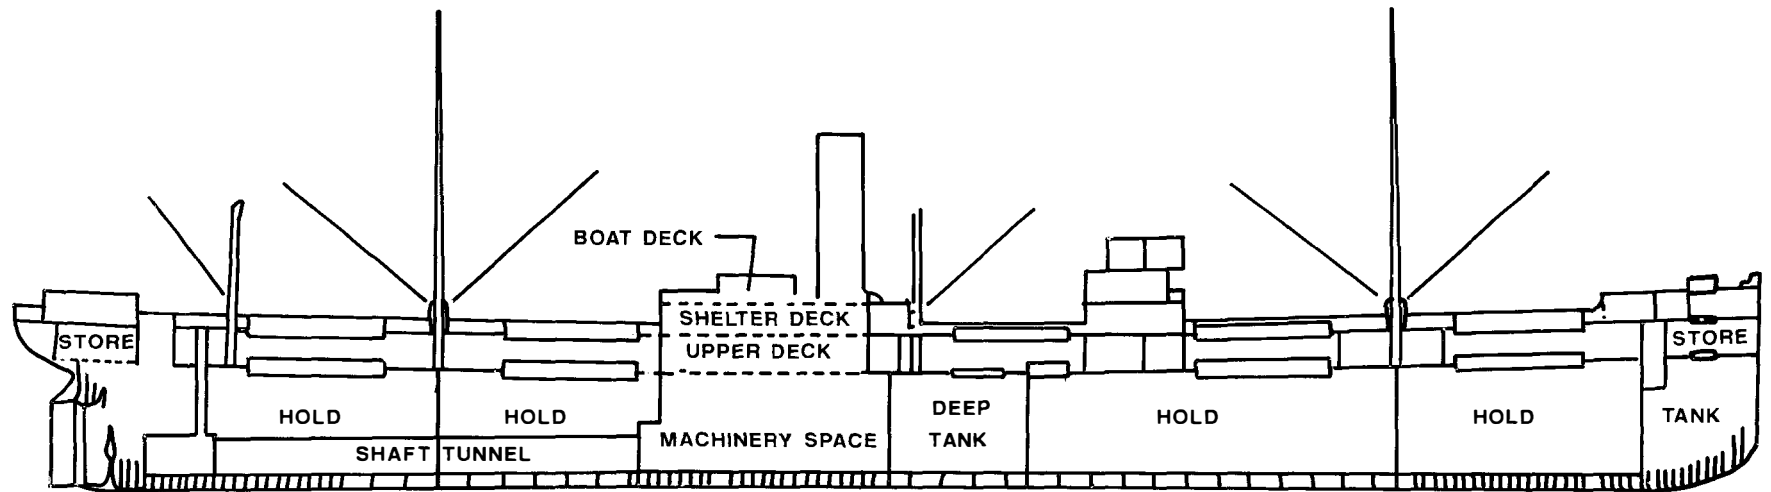 BOAT DECK
SHELTER DECK
STORE
UPPER DECK
STORE
HOLD
HOLD
DEEP
TANK
HOLD
HOLD
TANK
MACHINERY SPACE
SHAFT TUNNEL